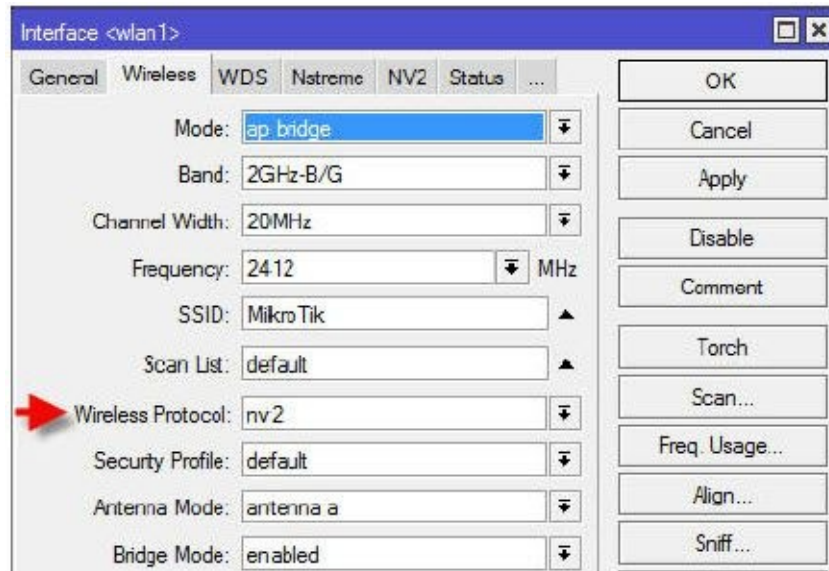 Interface <wlan1>
General Wireless WDS Nstreme NV2 Status ...
Mode: ap bridge
Band: 2GHz-B/G
Channel Width: 20MHz
Frequency: 2412 MHz
SSID: MikroTik
Scan List: default
Wireless Protocol: nv2
Security Profile: default
Antenna Mode: antenna a
Bridge Mode: enabled
OK
Cancel
Apply
Disable
Comment
Torch
Scan...
Freq. Usage...
Align...
Sniff...